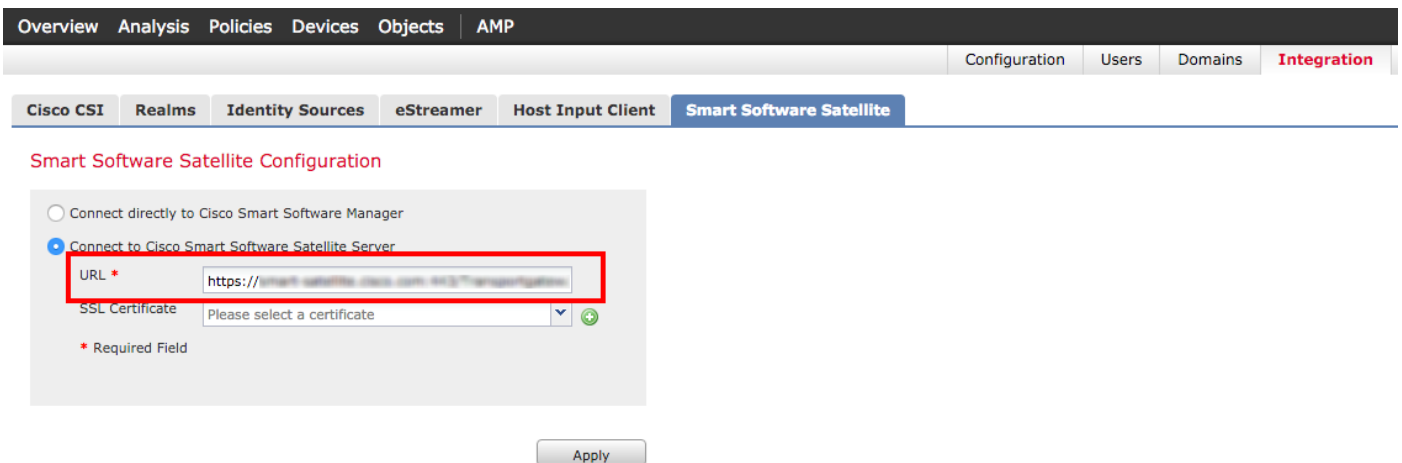 Overview Analysis Policies Devices Objects AMP
Configuration Users Domains Integration
Cisco CSI Realms Identity Sources eStreamer Host Input Client Smart Software Satellite
Smart Software Satellite Configuration
Connect directly to Cisco Smart Software Manager
Connect to Cisco Smart Software Satellite Server
URL * https://
SSL Certificate Please select a certificate
* Required Field
Apply